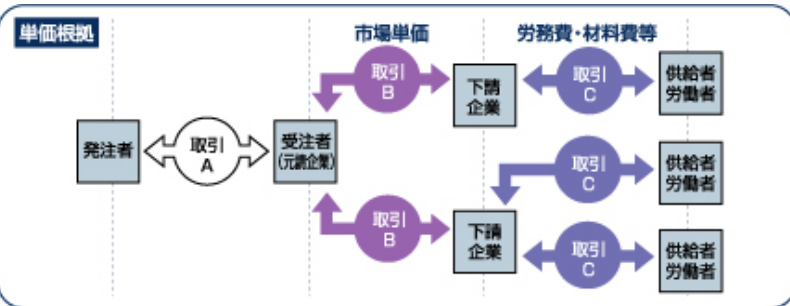 単価根拠
市場単価
労務費・材料費等
発注者
取引
A
受注者
(元請企業)
取引
B
下請
企業
取引
C
供給者
労働者
取引
C
供給者
労働者
取引
B
下請
企業
取引
C
供給者
労働者